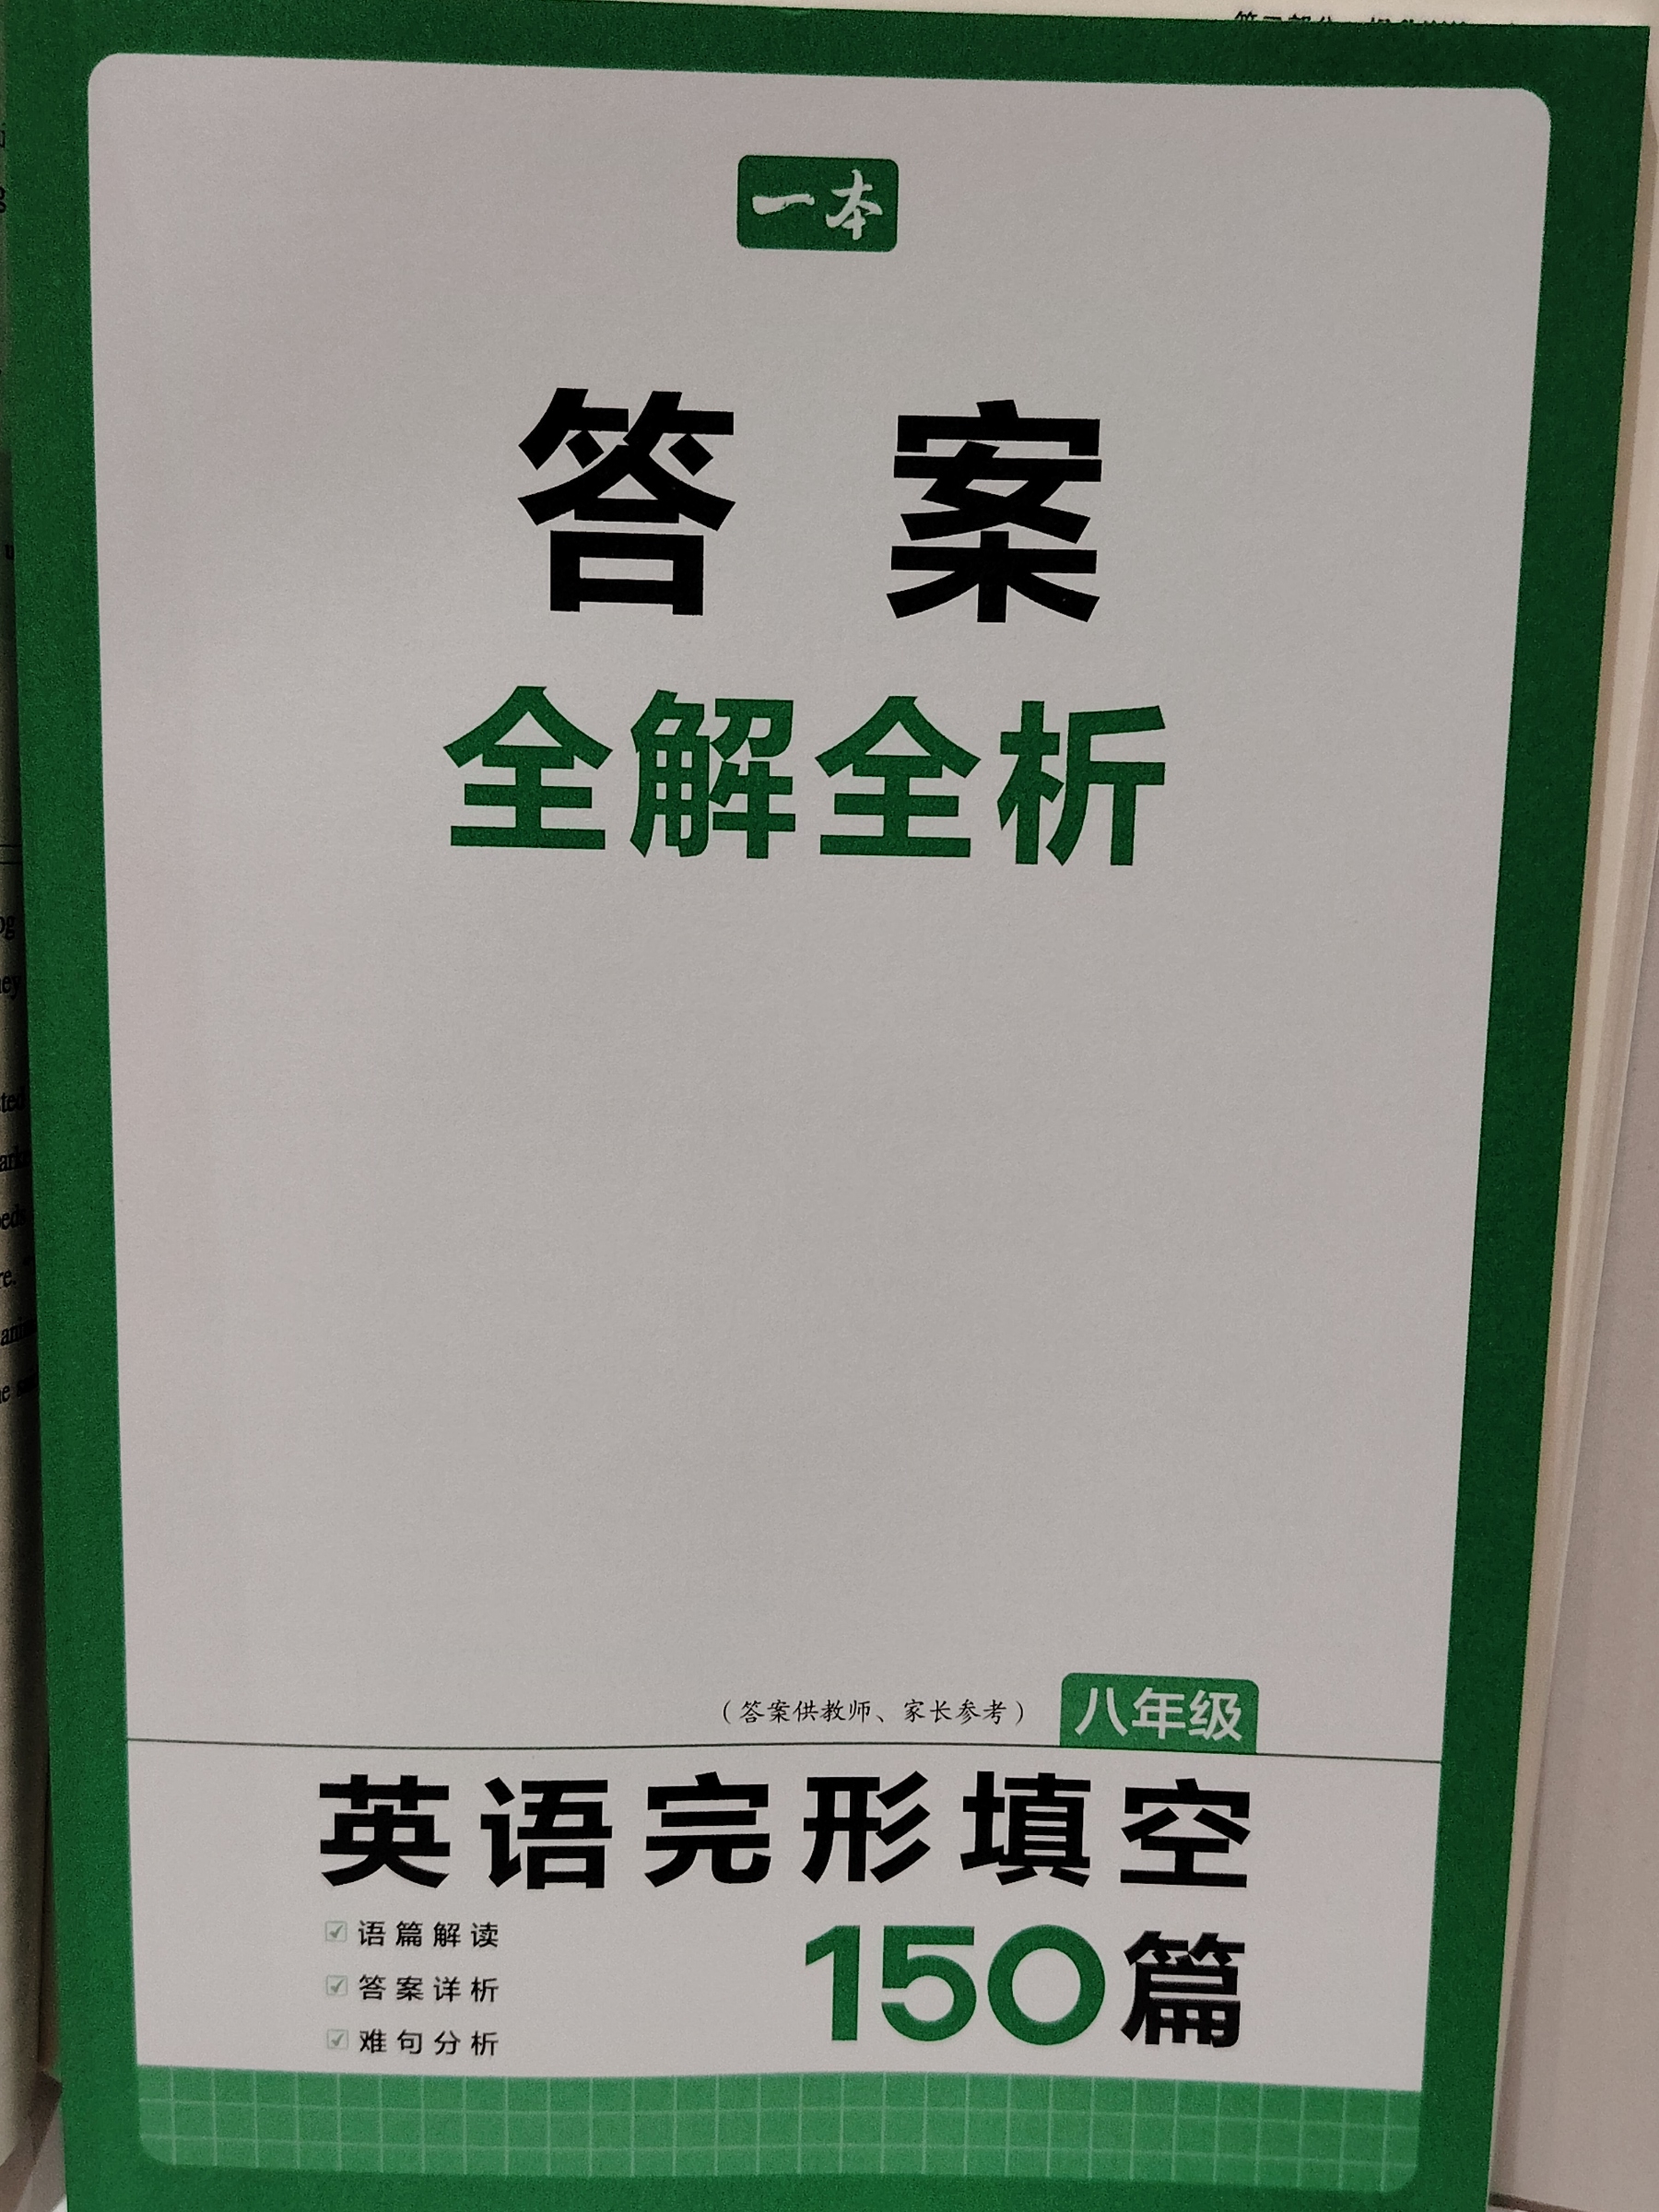 一本
答案
全解全析
（答案供教师、家长参考）
八年级
英语完形填空
150篇
语篇解读
答案详析
难句分析